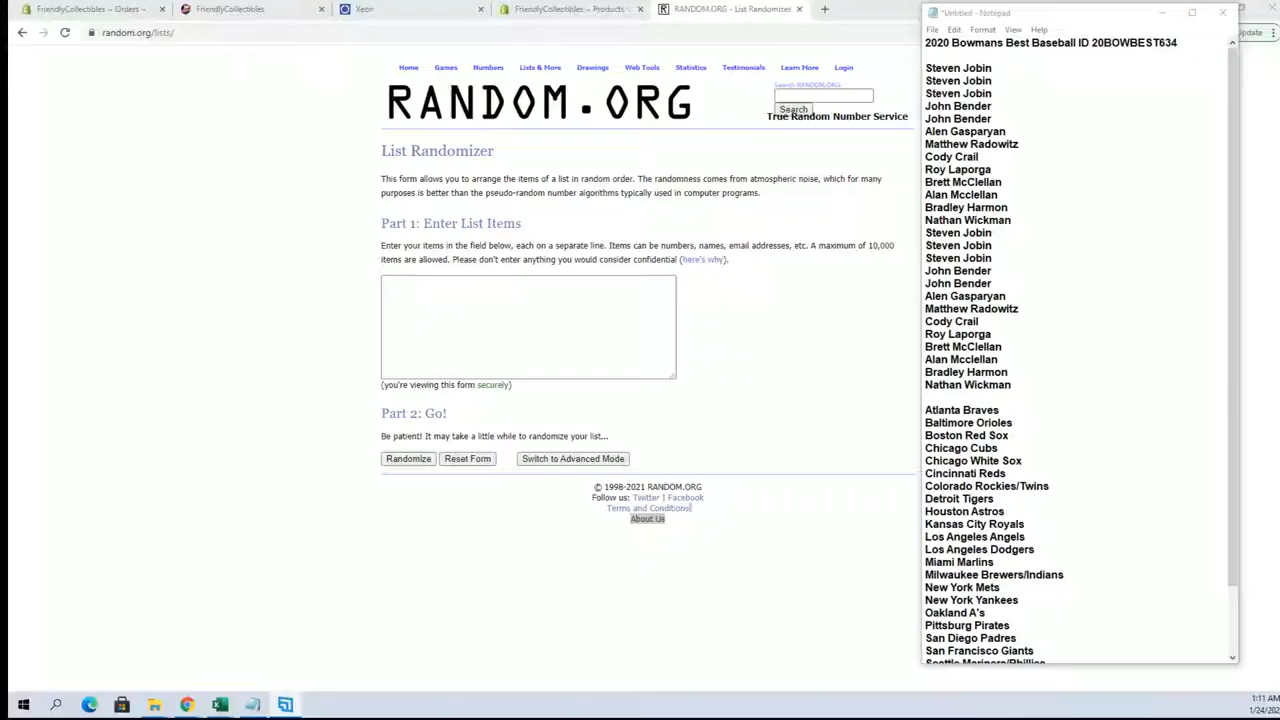 FriendlyCollectibles ~ Orders ~
FriendlyCollectibles
Xeon
FriendlyCollectibles ~ Products ~
RANDOM.ORG - List Randomizer
random.org/lists/
Update
*Untitled - Notepad
File Edit Format View Help
2020 Bowmans Best Baseball ID 20BOWBEST634
Steven Jobin
Steven Jobin
Steven Jobin
John Bender
John Bender
Alen Gasparyan
Matthew Radowitz
Cody Crail
Roy Laporga
Brett McClellan
Alan Mcclellan
Bradley Harmon
Nathan Wickman
Steven Jobin
Steven Jobin
Steven Jobin
John Bender
John Bender
Alen Gasparyan
Matthew Radowitz
Cody Crail
Roy Laporga
Brett McClellan
Alan Mcclellan
Bradley Harmon
Nathan Wickman
Atlanta Braves
Baltimore Orioles
Boston Red Sox
Chicago Cubs
Chicago White Sox
Cincinnati Reds
Colorado Rockies/Twins
Detroit Tigers
Houston Astros
Kansas City Royals
Los Angeles Angels
Los Angeles Dodgers
Miami Marlins
Milwaukee Brewers/Indians
New York Mets
New York Yankees
Oakland A's
Pittsburg Pirates
San Diego Padres
San Francisco Giants
Seattle Mariners/Phillies
Home Games Numbers Lists & More Drawings Web Tools Statistics Testimonials Learn More Login
RANDOM.ORG
Search RANDOM.ORG
Search
True Random Number Service
List Randomizer
This form allows you to arrange the items of a list in random order. The randomness comes from atmospheric noise, which for many
purposes is better than the pseudo-random number algorithms typically used in computer programs.
Part 1: Enter List Items
Enter your items in the field below, each on a separate line. Items can be numbers, names, email addresses, etc. A maximum of 10,000
items are allowed. Please don't enter anything you would consider confidential (here's why).
(you're viewing this form securely)
Part 2: Go!
Be patient! It may take a little while to randomize your list...
Randomize Reset Form Switch to Advanced Mode
© 1998-2021 RANDOM.ORG
Follow us: Twitter | Facebook
Terms and Conditions
About Us
1:11 AM
1/24/202